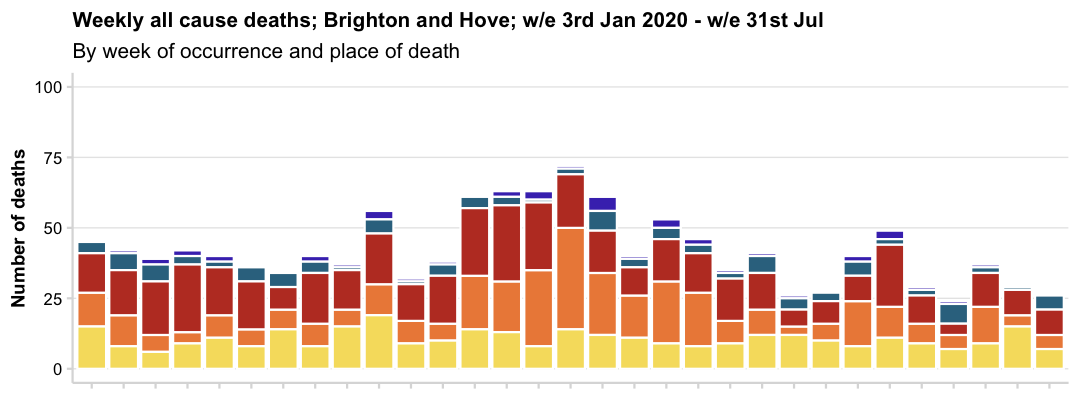 Weekly all cause deaths; Brighton and Hove; w/e 3rd Jan 2020 - w/e 31st Jul
By week of occurrence and place of death
100
75
50
25
0
Number of deaths